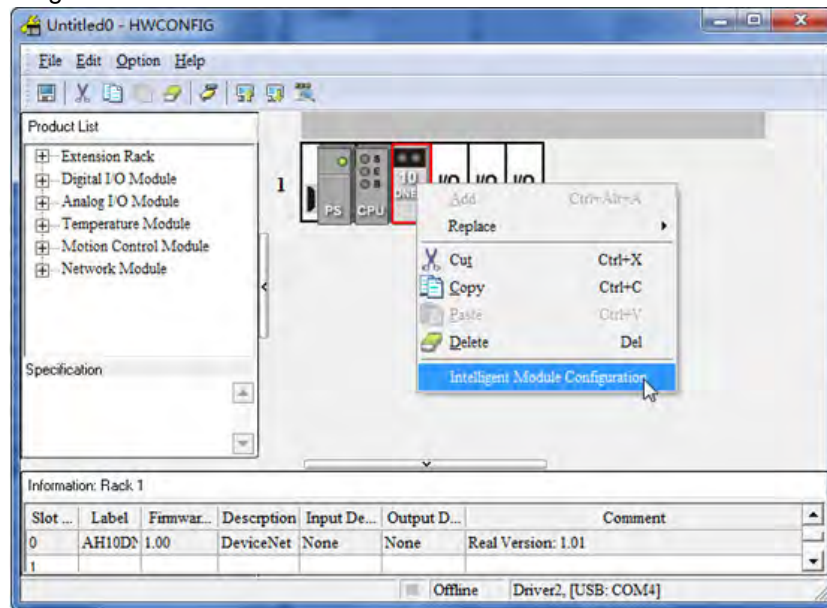 Untitled0 - HWCONFIG
File Edit Option Help
Product List
Extension Rack
Digital I/O Module
Analog I/O Module
Temperature Module
Motion Control Module
Network Module
Specification
1
PS CPU 10 I/O I/O I/O
Add Ctrl+Alt+A
Replace
Cut Ctrl+X
Copy Ctrl+C
Paste Ctrl+V
Delete Del
Intelligent Module Configuration
Information: Rack 1
Slot ... Label Firmwar... Descrption Input De... Output D... Comment
0 AH10DN 1.00 DeviceNet None None Real Version: 1.01
1
Offline Driver2, [USB: COM4]